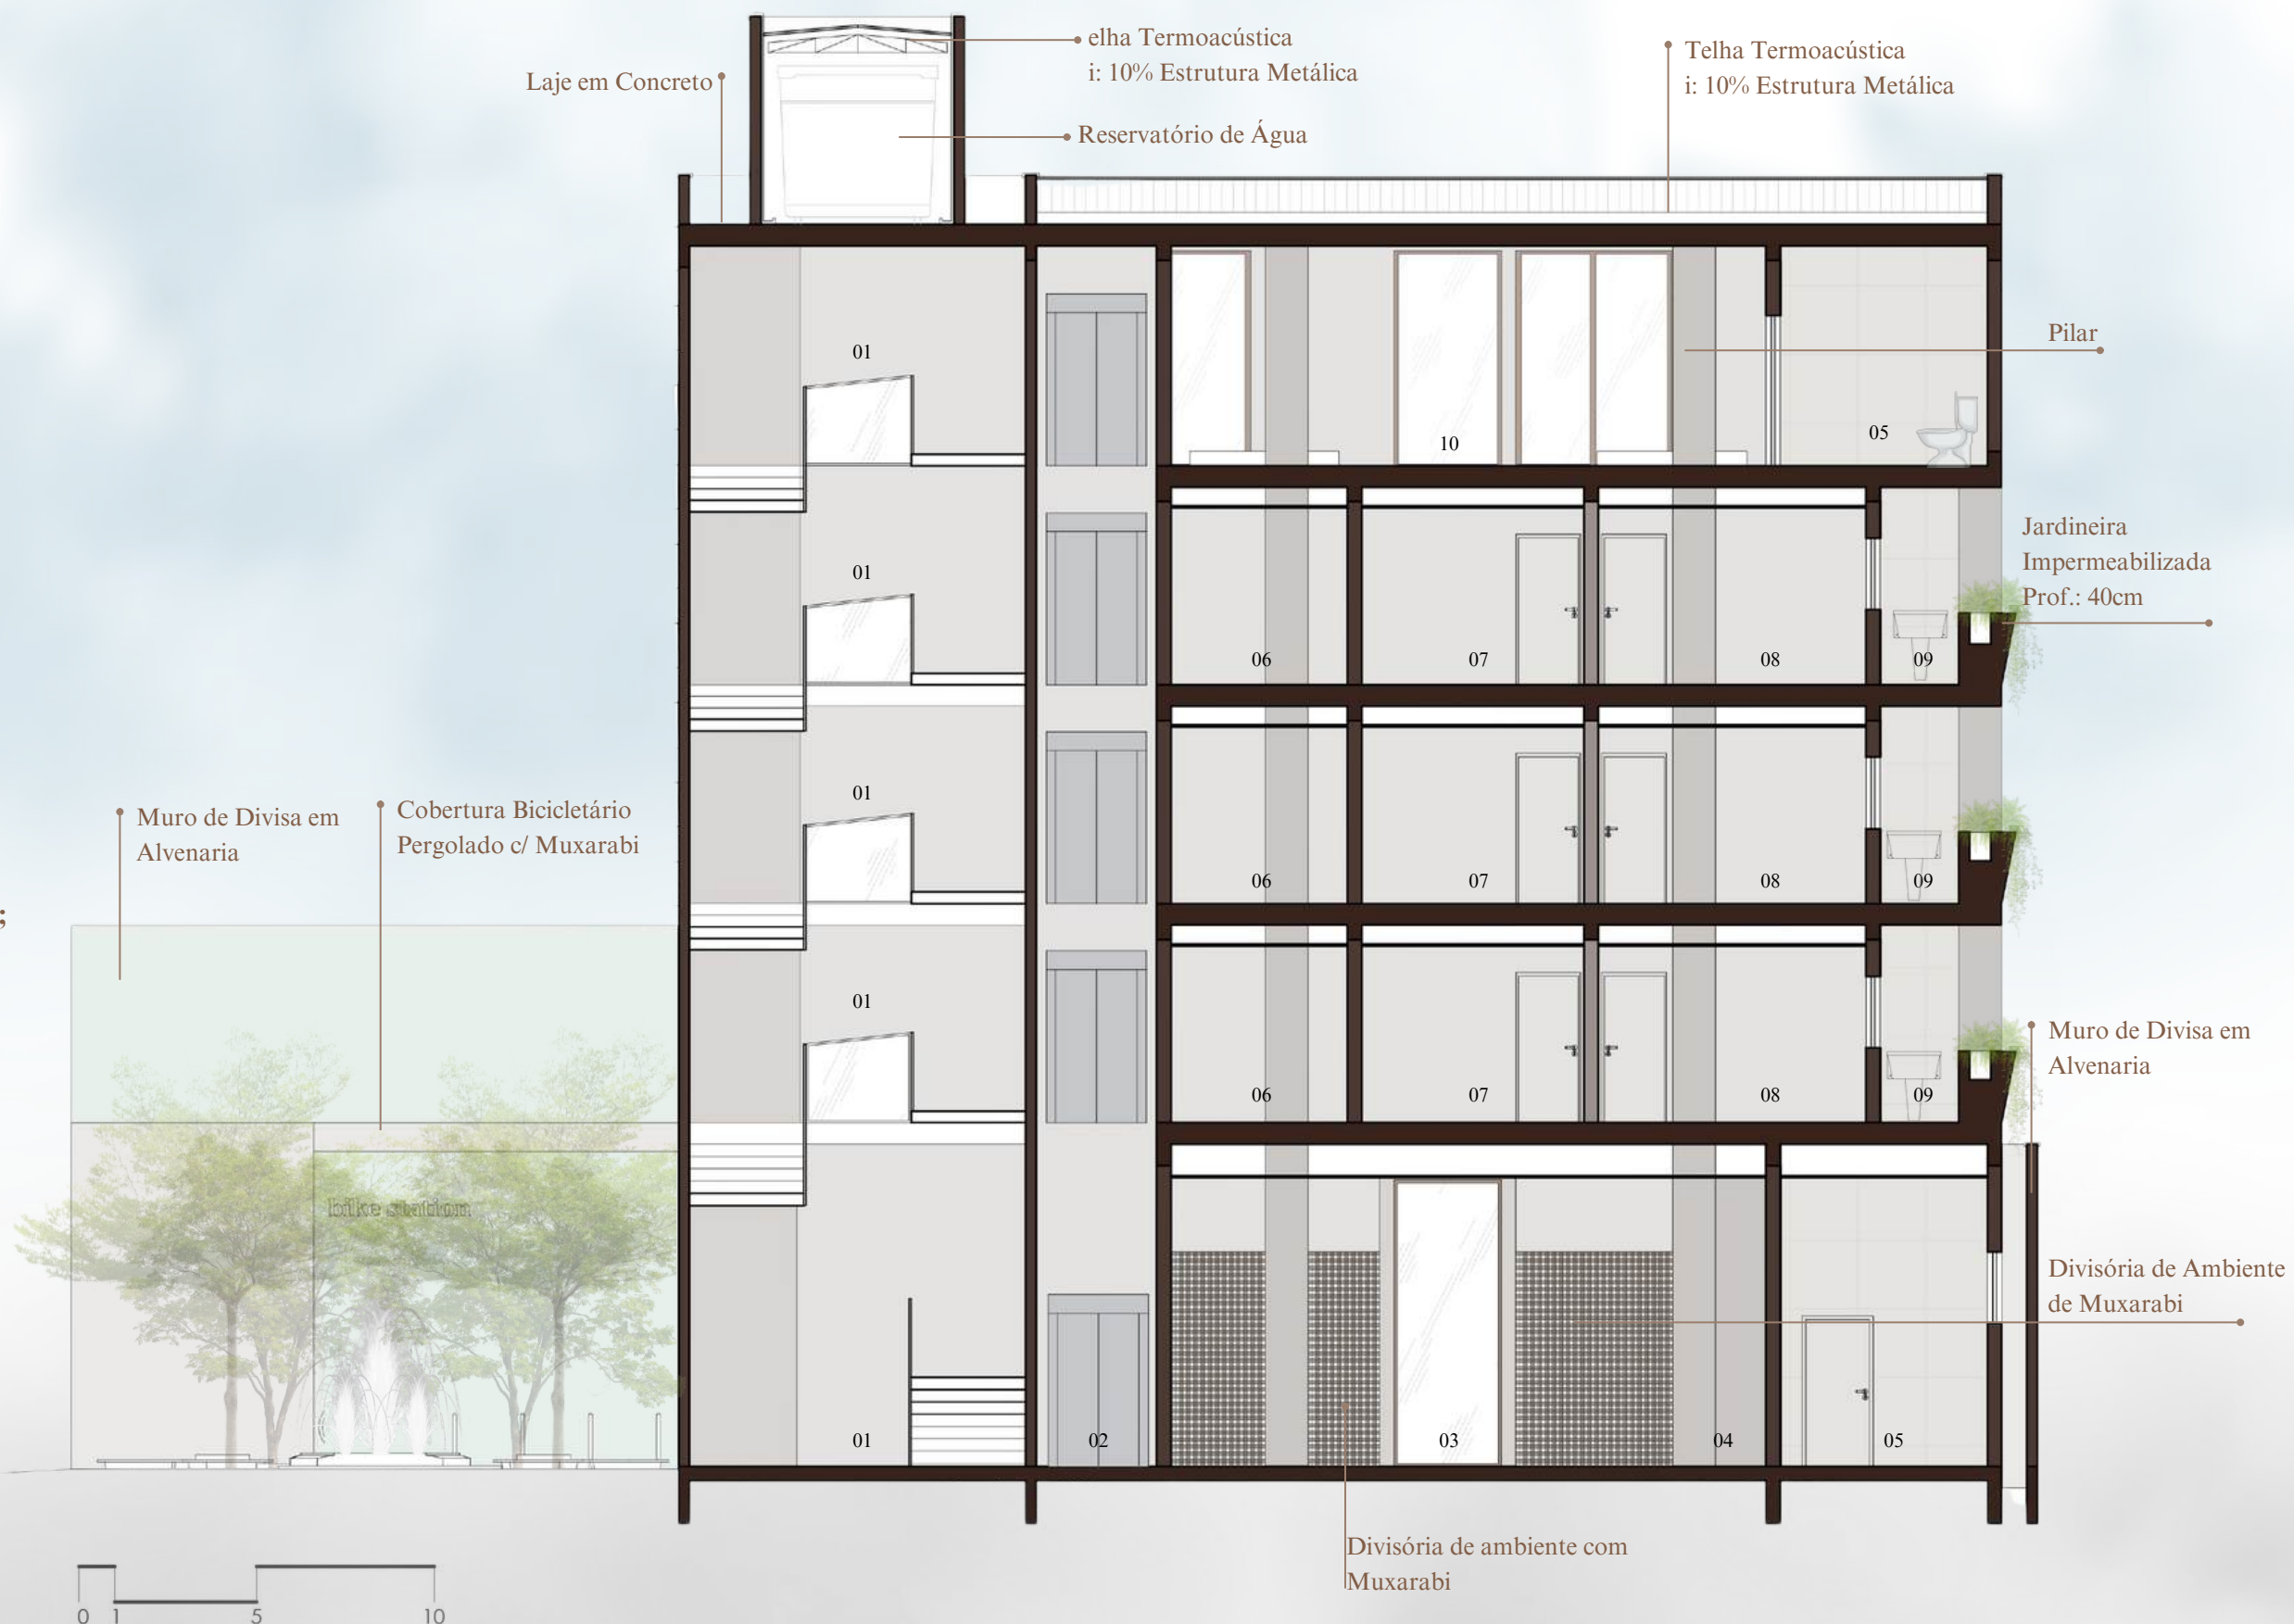 elha Termoacústica
i: 10% Estrutura Metálica
Telha Termoacústica
i: 10% Estrutura Metálica
Laje em Concreto
Reservatório de Água
Pilar
01
10
05
Jardineira
Impermeabilizada
Prof.: 40cm
01
06
07
08
09
Muro de Divisa em
Alvenaria
Cobertura Bicicletário
Pergolado c/ Muxarabi
01
06
07
08
09
;
01
06
07
08
09
Muro de Divisa em
Alvenaria
bike station
Divisória de Ambiente
de Muxarabi
01
02
03
04
05
Divisória de ambiente com
Muxarabi
0 1 5 10